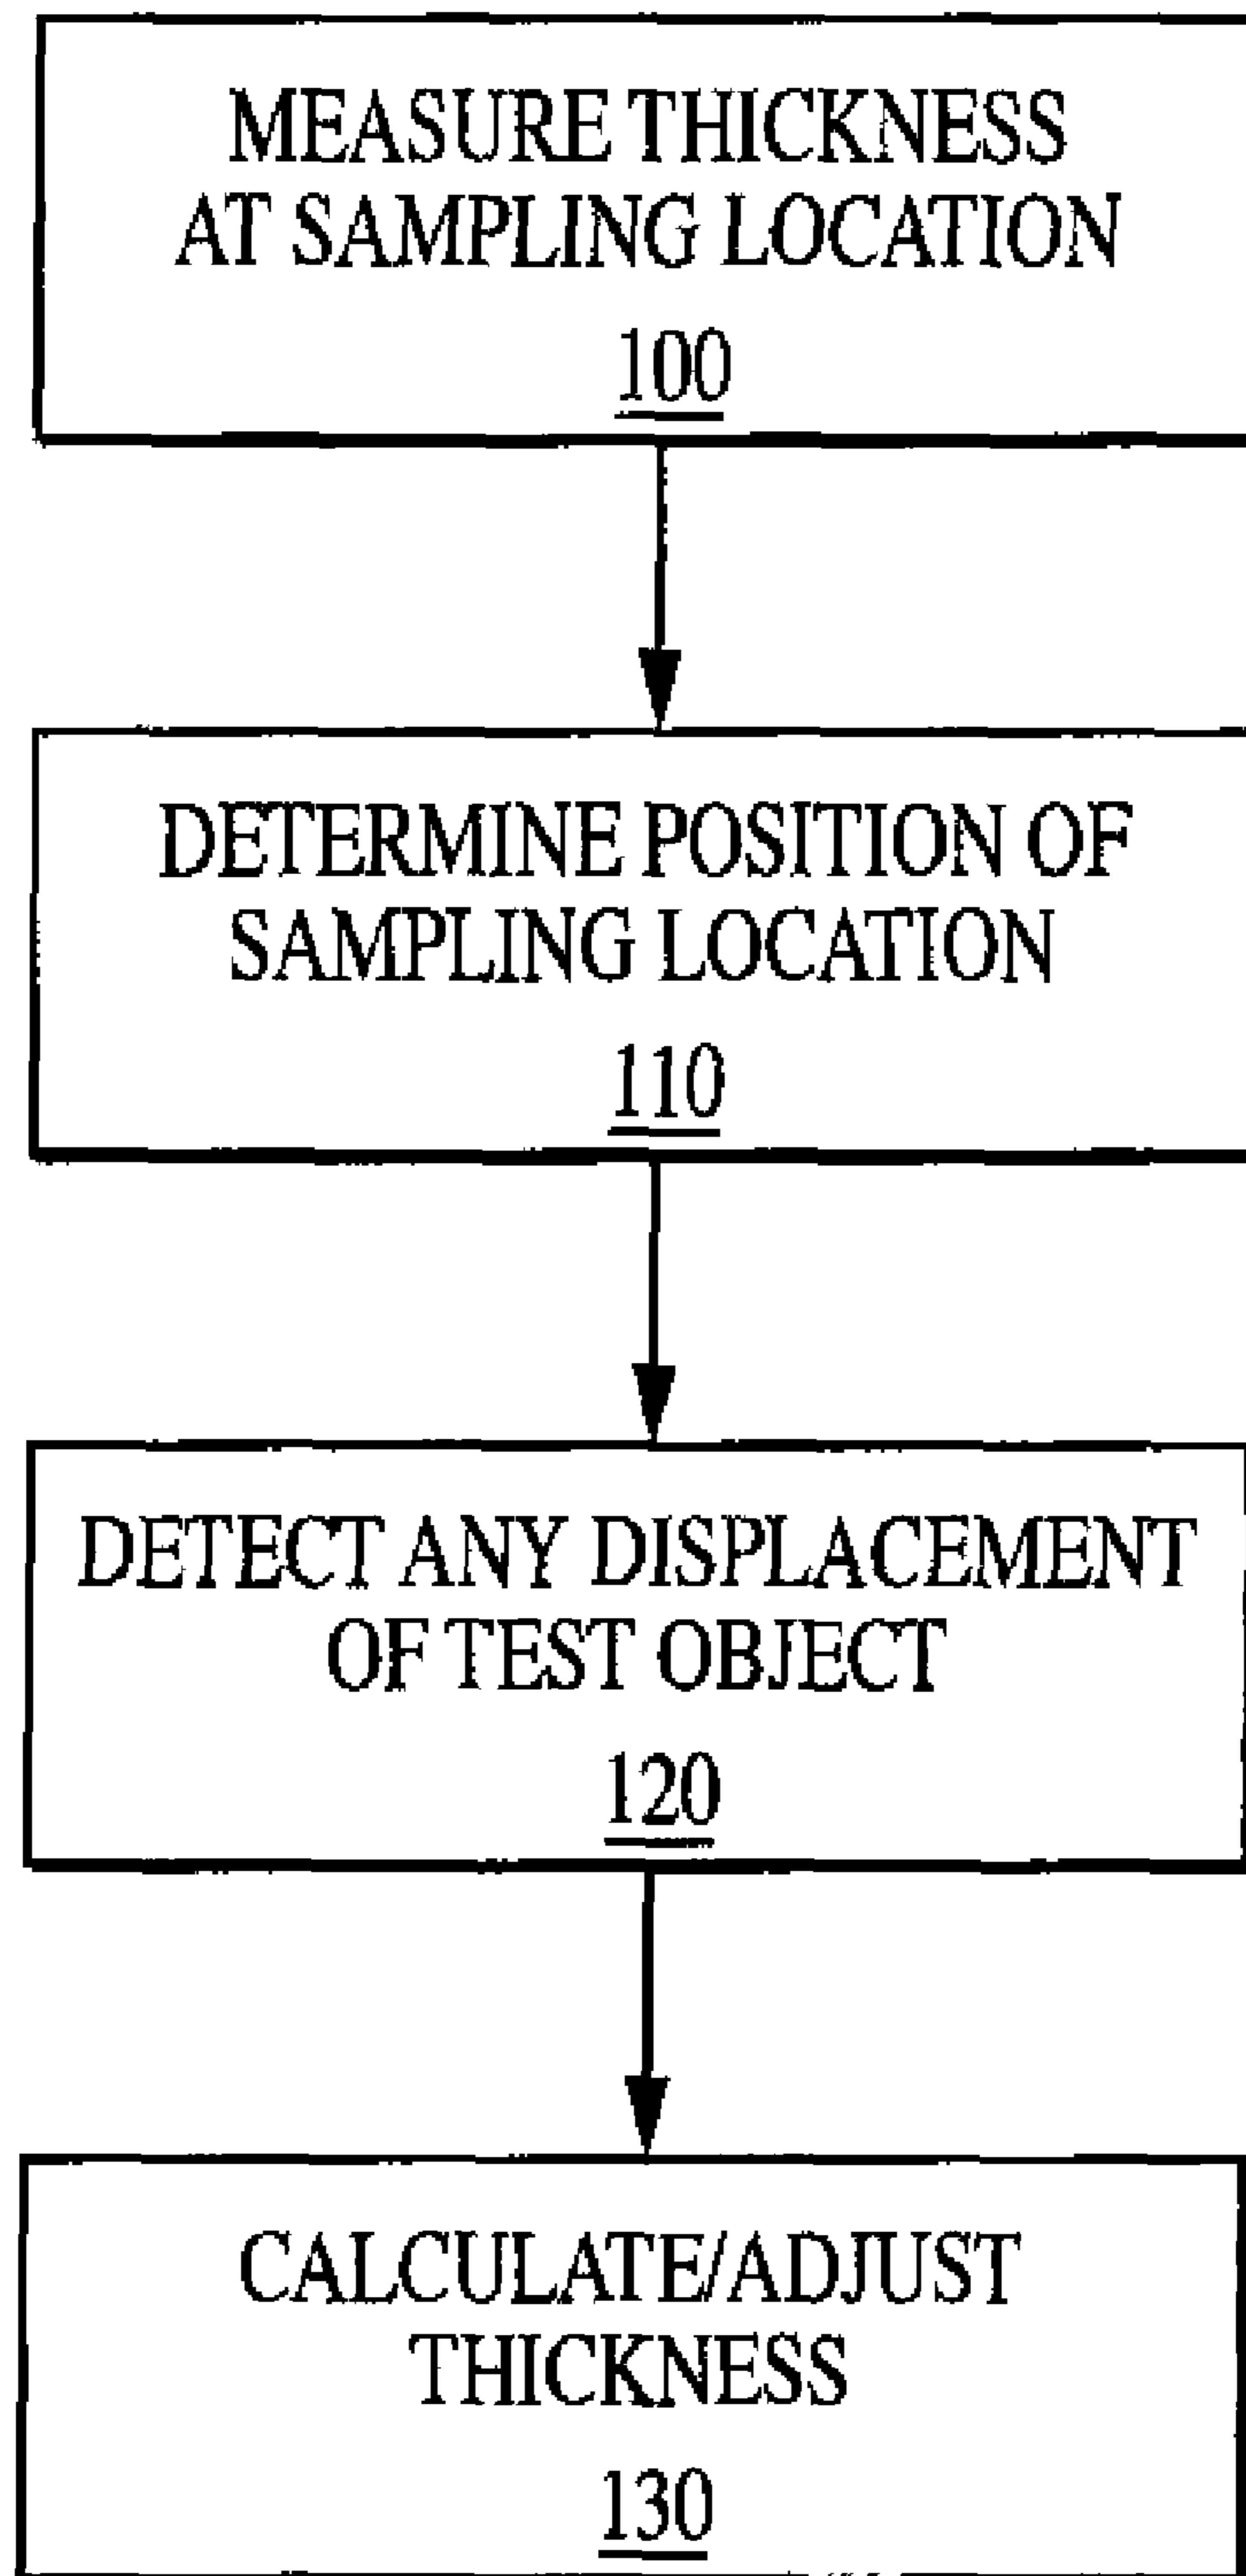 MEASURE THICKNESS
AT SAMPLING LOCATION
100
DETERMINE POSITION OF
SAMPLING LOCATION
110
DETECT ANY DISPLACEMENT
OF TEST OBJECT
120
CALCULATE/ADJUST
THICKNESS
130